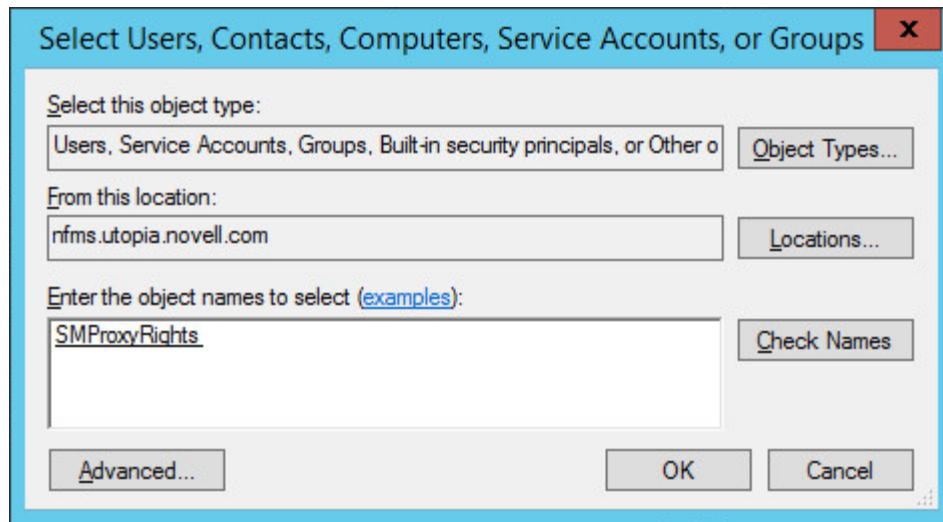 Select Users, Contacts, Computers, Service Accounts, or Groups
x
Select this object type:
Users, Service Accounts, Groups, Built-in security principals, or Other o
Object Types...
From this location:
nfms.utopia.novell.com
Locations...
Enter the object names to select (examples):
SMProxyRights
Check Names
Advanced...
OK
Cancel